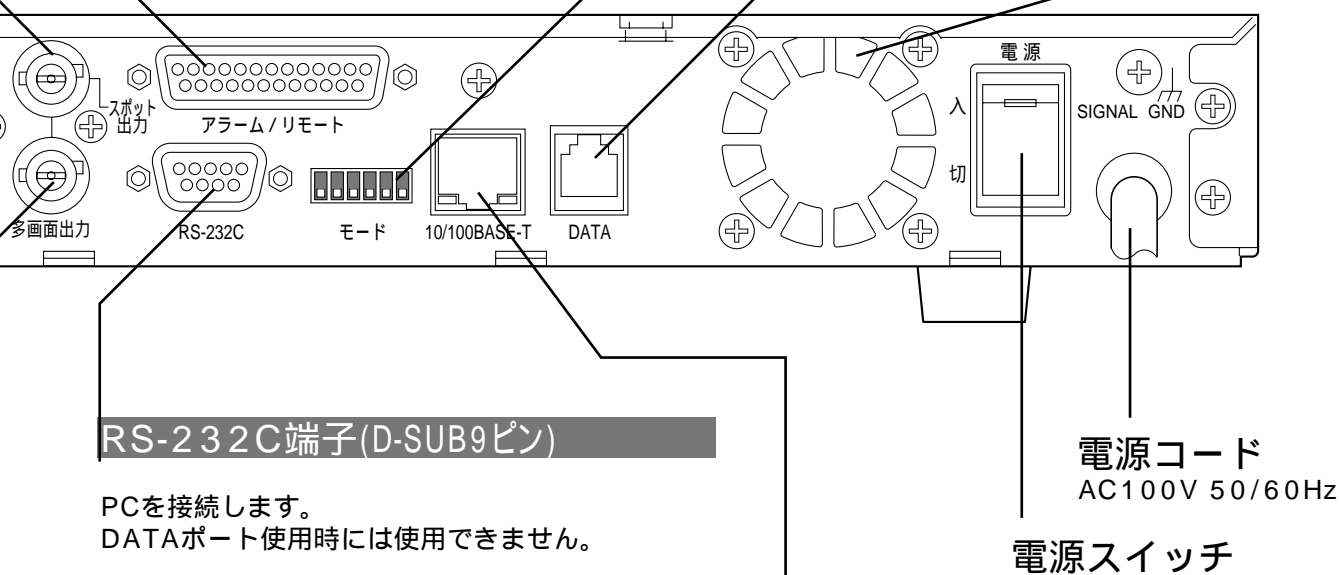 電源
スポット
出力
アラーム / リモート
入
SIGNAL GND
切
多画面出力
RS-232C
モード
10/100BASE-T
DATA
RS-232C端子(D-SUB9ピン)
PCを接続します。
DATAポート使用時には使用できません。
電源コード
AC100V 50/60Hz
電源スイッチ